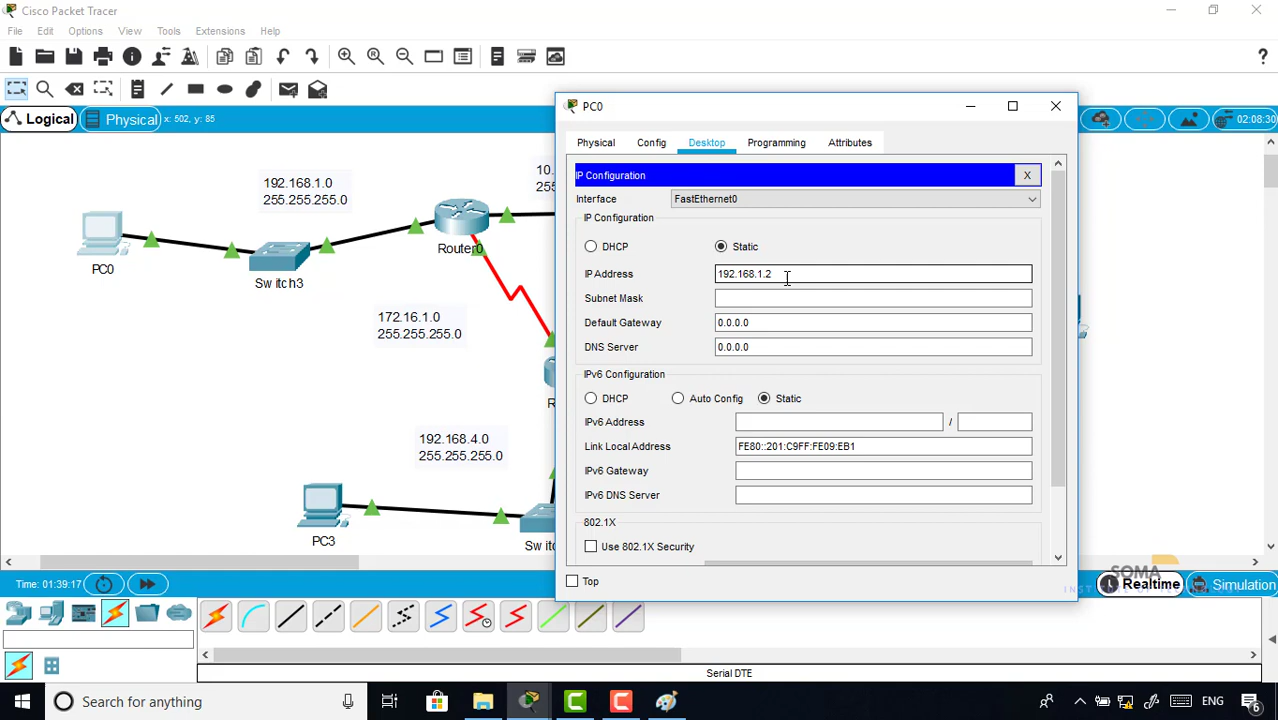 Cisco Packet Tracer
File Edit Options View Tools Extensions Help
Logical Physical x: 502, y: 85
02:08:30
192.168.1.0
255.255.255.0
10.
255
PC0
Switch3
Router0
172.16.1.0
255.255.255.0
R
192.168.4.0
255.255.255.0
PC3
Switc
PC0
Physical Config Desktop Programming Attributes
IP Configuration X
Interface FastEthernet0
IP Configuration
DHCP Static
IP Address 192.168.1.2
Subnet Mask
Default Gateway 0.0.0.0
DNS Server 0.0.0.0
IPv6 Configuration
DHCP Auto Config Static
IPv6 Address /
Link Local Address FE80::201:C9FF:FE09:EB1
IPv6 Gateway
IPv6 DNS Server
802.1X
Use 802.1X Security
Top
SOMA
Time: 01:39:17
Realtime Simulation
Serial DTE
Search for anything
ENG
6